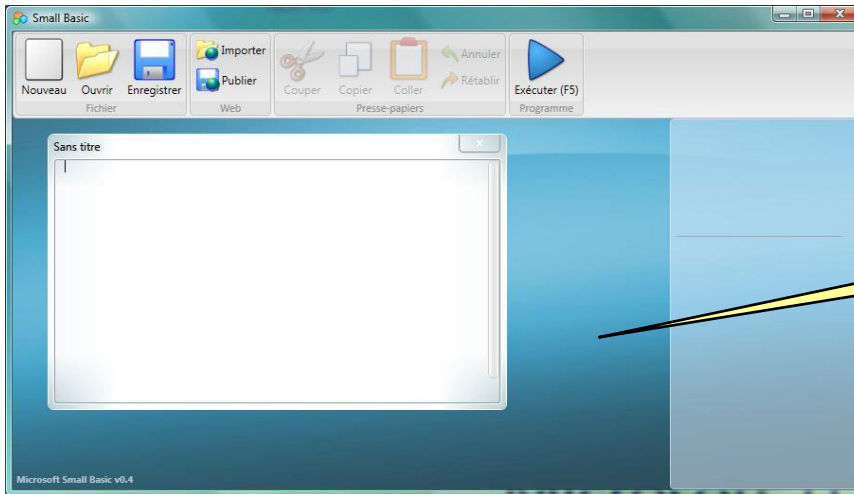 Small Basic
Nouveau Ouvrir Enregistrer
Fichier
Importer
Publier
Web
Couper Copier Coller
Annuler
Rétablir
Presse-papiers
Exécuter (F5)
Programme
Sans titre
Microsoft Small Basic v0.4